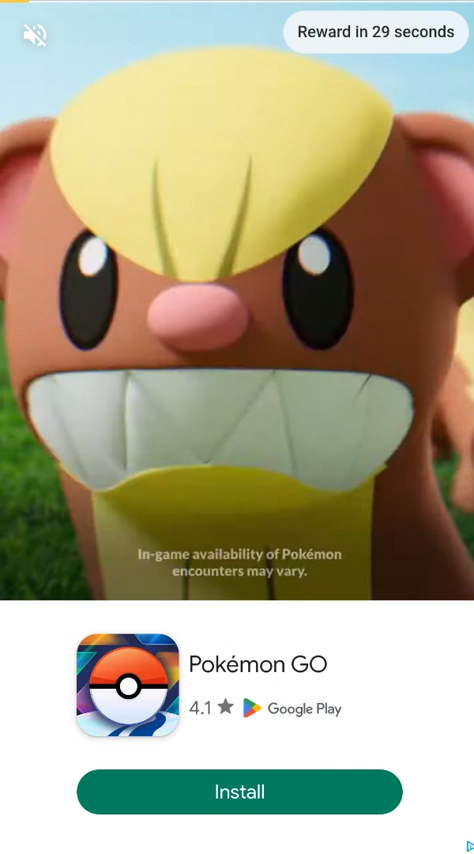 Reward in 29 seconds
In-game availability of Pokémon
encounters may vary.
Pokémon GO
4.1 ★ Google Play
Install